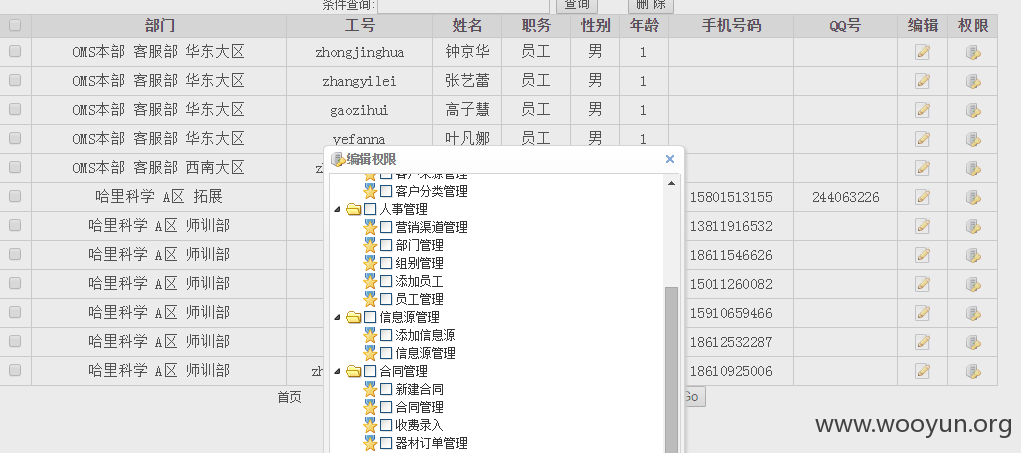 条件查询: 查询 删 除
部门 工号 姓名 职务 性别 年龄 手机号码 QQ号 编辑 权限
OMS本部 客服部 华东大区 zhongjinghua 钟京华 员工 男 1
OMS本部 客服部 华东大区 zhangyilei 张艺蕾 员工 男 1
OMS本部 客服部 华东大区 gaozihui 高子慧 员工 男 1
OMS本部 客服部 华东大区 yefanna 叶凡娜 员工 男 1
OMS本部 客服部 西南大区
哈里科学 A区 拓展 15801513155 244063226
哈里科学 A区 师训部 13811916532
哈里科学 A区 师训部 18611546626
哈里科学 A区 师训部 15011260082
哈里科学 A区 师训部 15910659466
哈里科学 A区 师训部 18612532287
哈里科学 A区 师训部 zh 18610925006
首页 Go
编辑权限
客户来源管理
客户分类管理
人事管理
营销渠道管理
部门管理
组别管理
添加员工
员工管理
信息源管理
添加信息源
信息源管理
合同管理
新建合同
合同管理
收费录入
器材订单管理
www.wooyun.org